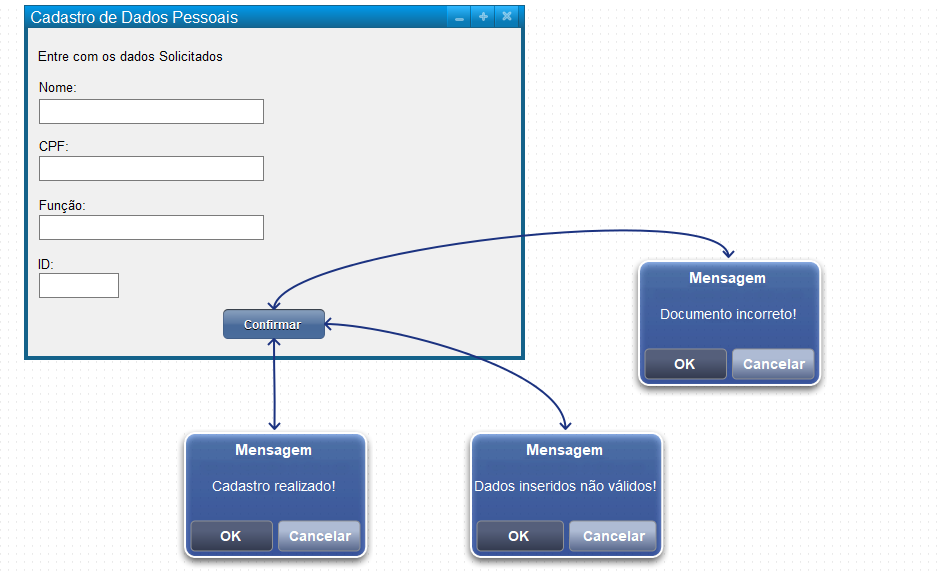 Cadastro de Dados Pessoais
Entre com os dados Solicitados
Nome:
CPF:
Função:
ID:
Confirmar
Mensagem
Documento incorreto!
OK Cancelar
Mensagem
Cadastro realizado!
OK Cancelar
Mensagem
Dados inseridos não válidos!
OK Cancelar